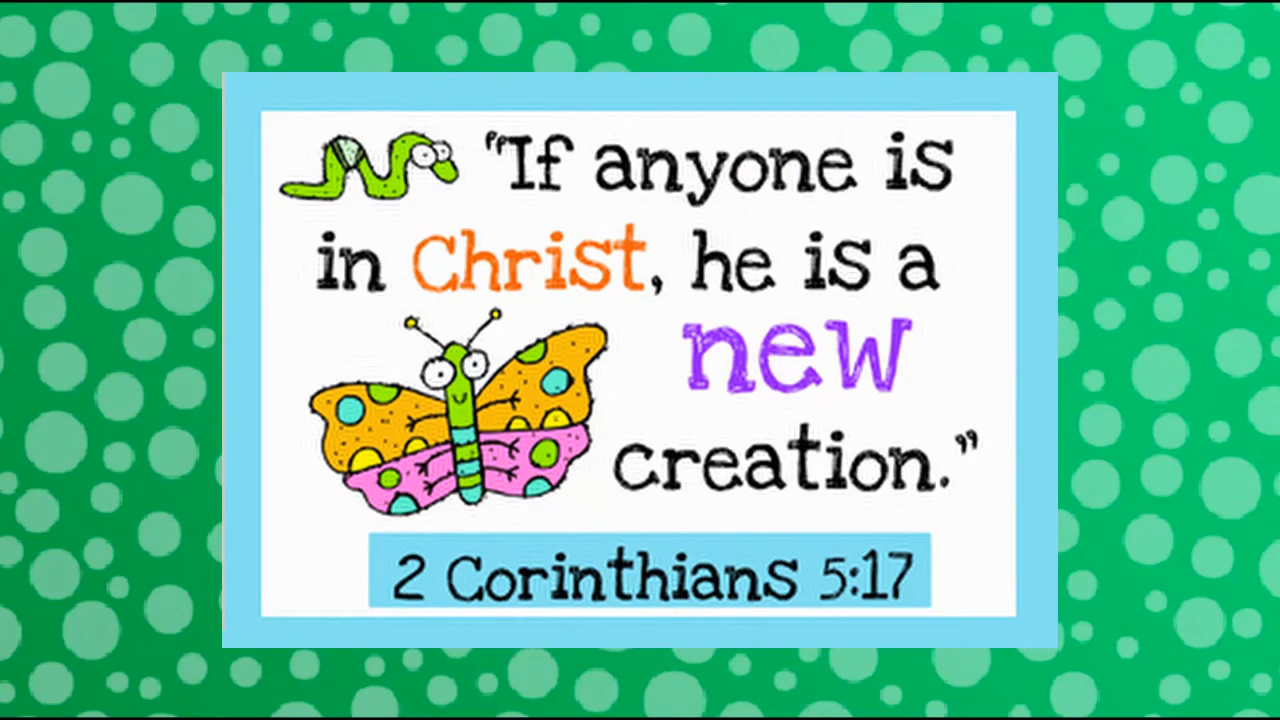 "If anyone is
in Christ, he is a
new
creation."
2 Corinthians 5:17